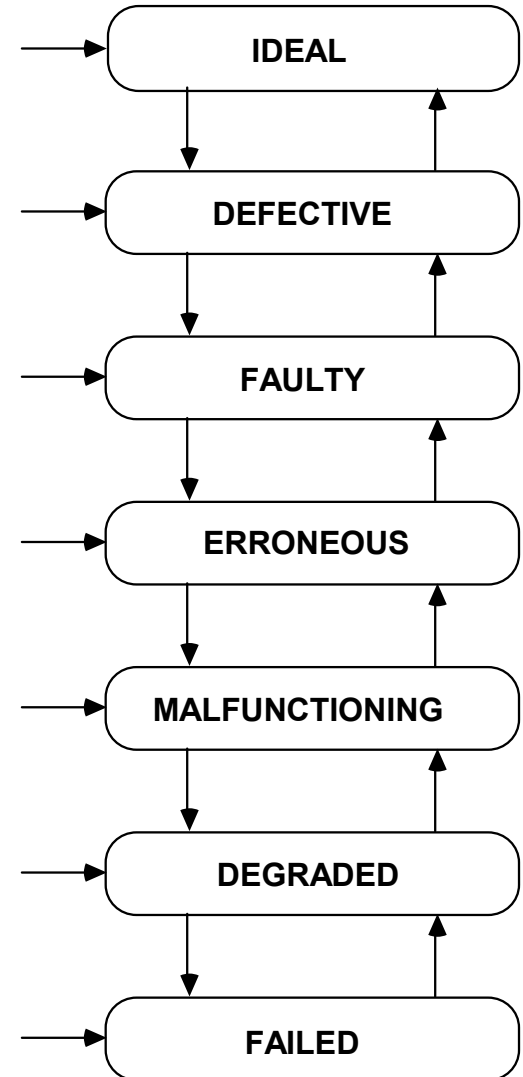 IDEAL
DEFECTIVE
FAULTY
ERRONEOUS
MALFUNCTIONING
DEGRADED
FAILED